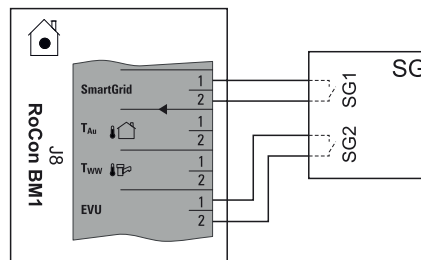 SmartGrid 1
2
T_Au 1
2
T_WW 1
2
EVU 1
2
J8
RoCon BM1
SG
SG1
SG2